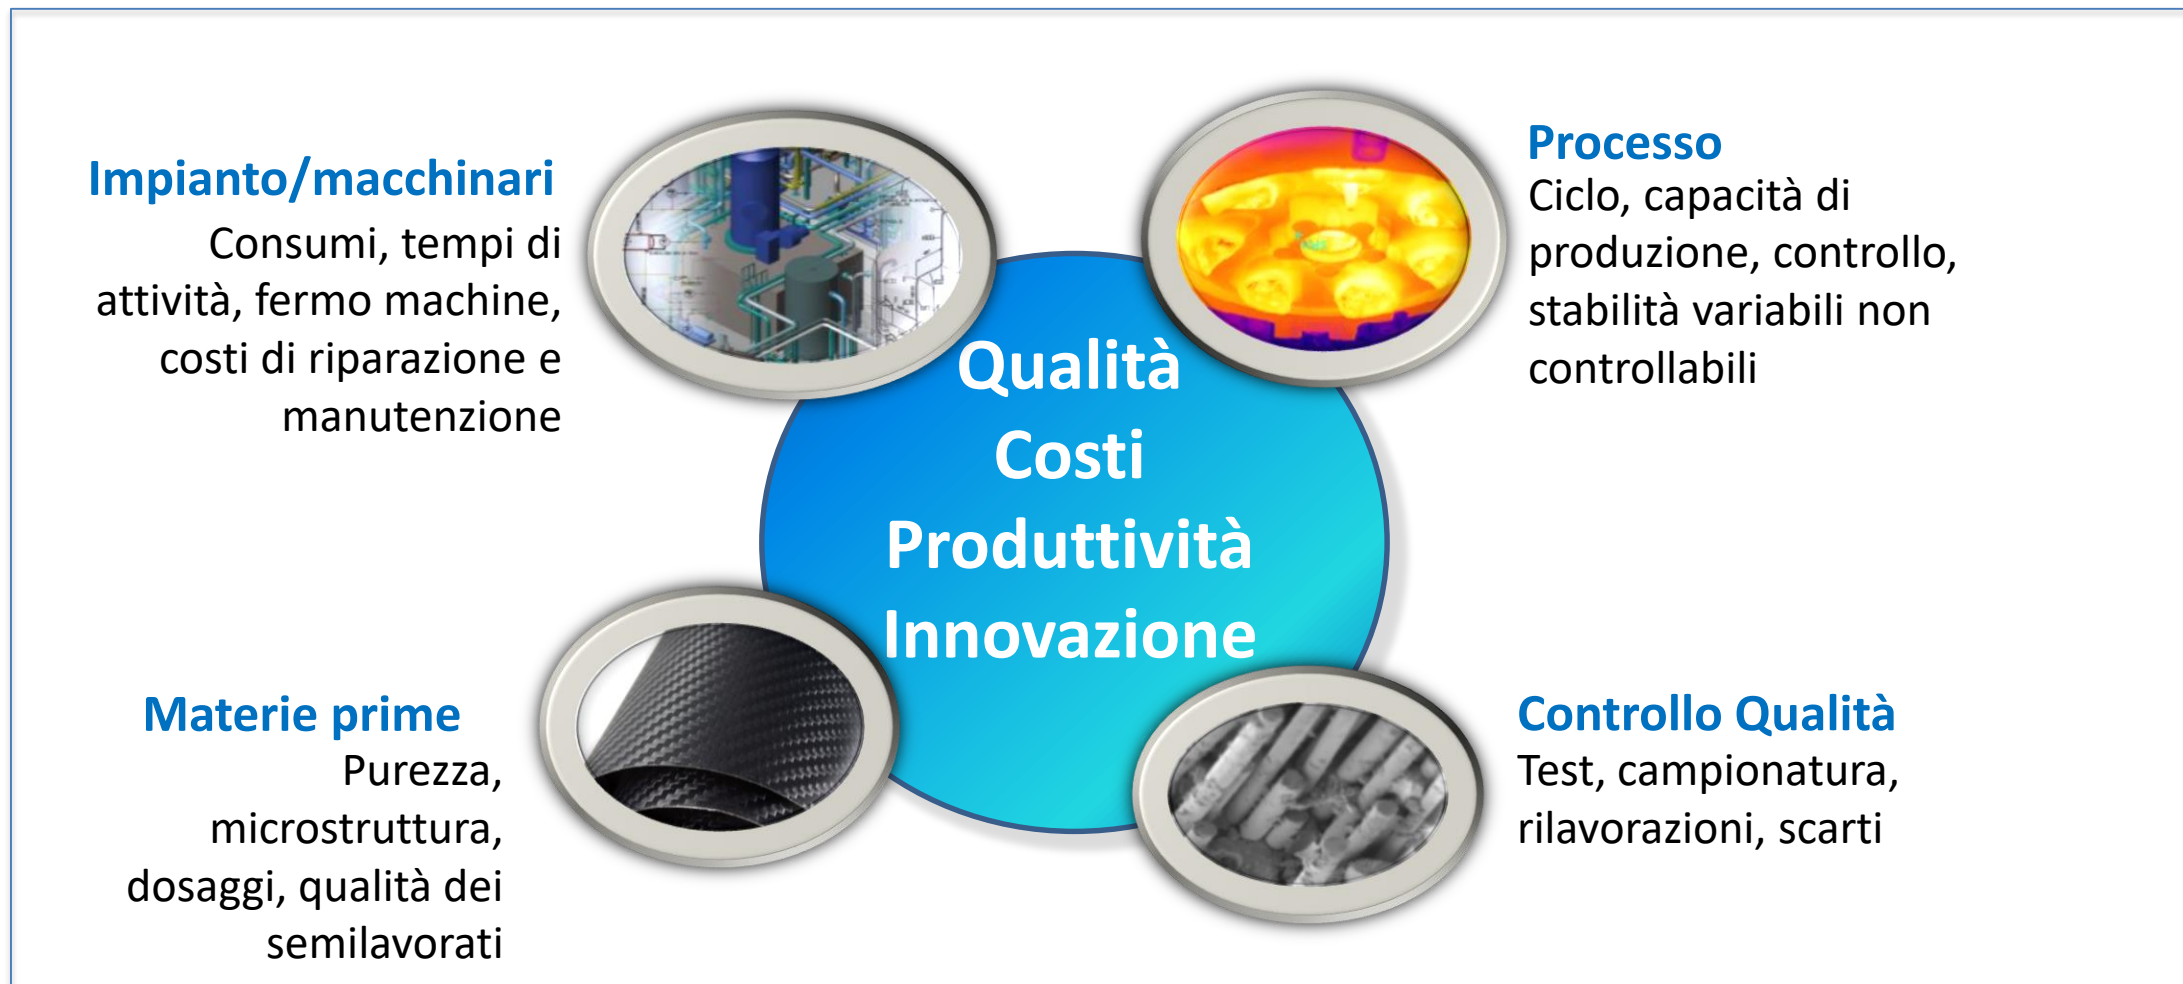 Impianto/macchinari
Consumi, tempi di
attività, fermo machine,
costi di riparazione e
manutenzione
Processo
Ciclo, capacità di
produzione, controllo,
stabilità variabili non
controllabili
Qualità
Costi
Produttività
Innovazione
Materie prime
Purezza,
microstruttura,
dosaggi, qualità dei
semilavorati
Controllo Qualità
Test, campionatura,
rilavorazioni, scarti